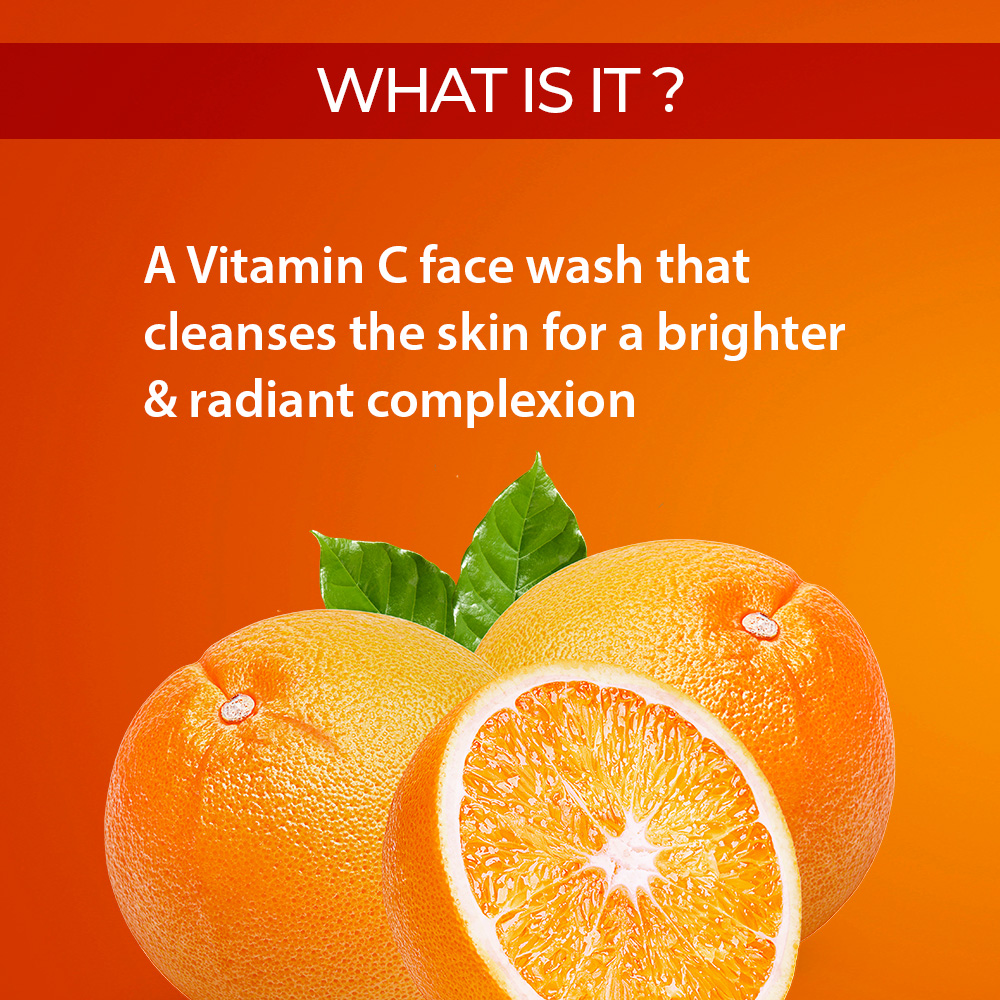 WHAT IS IT ?
A Vitamin C face wash that
cleanses the skin for a brighter
& radiant complexion